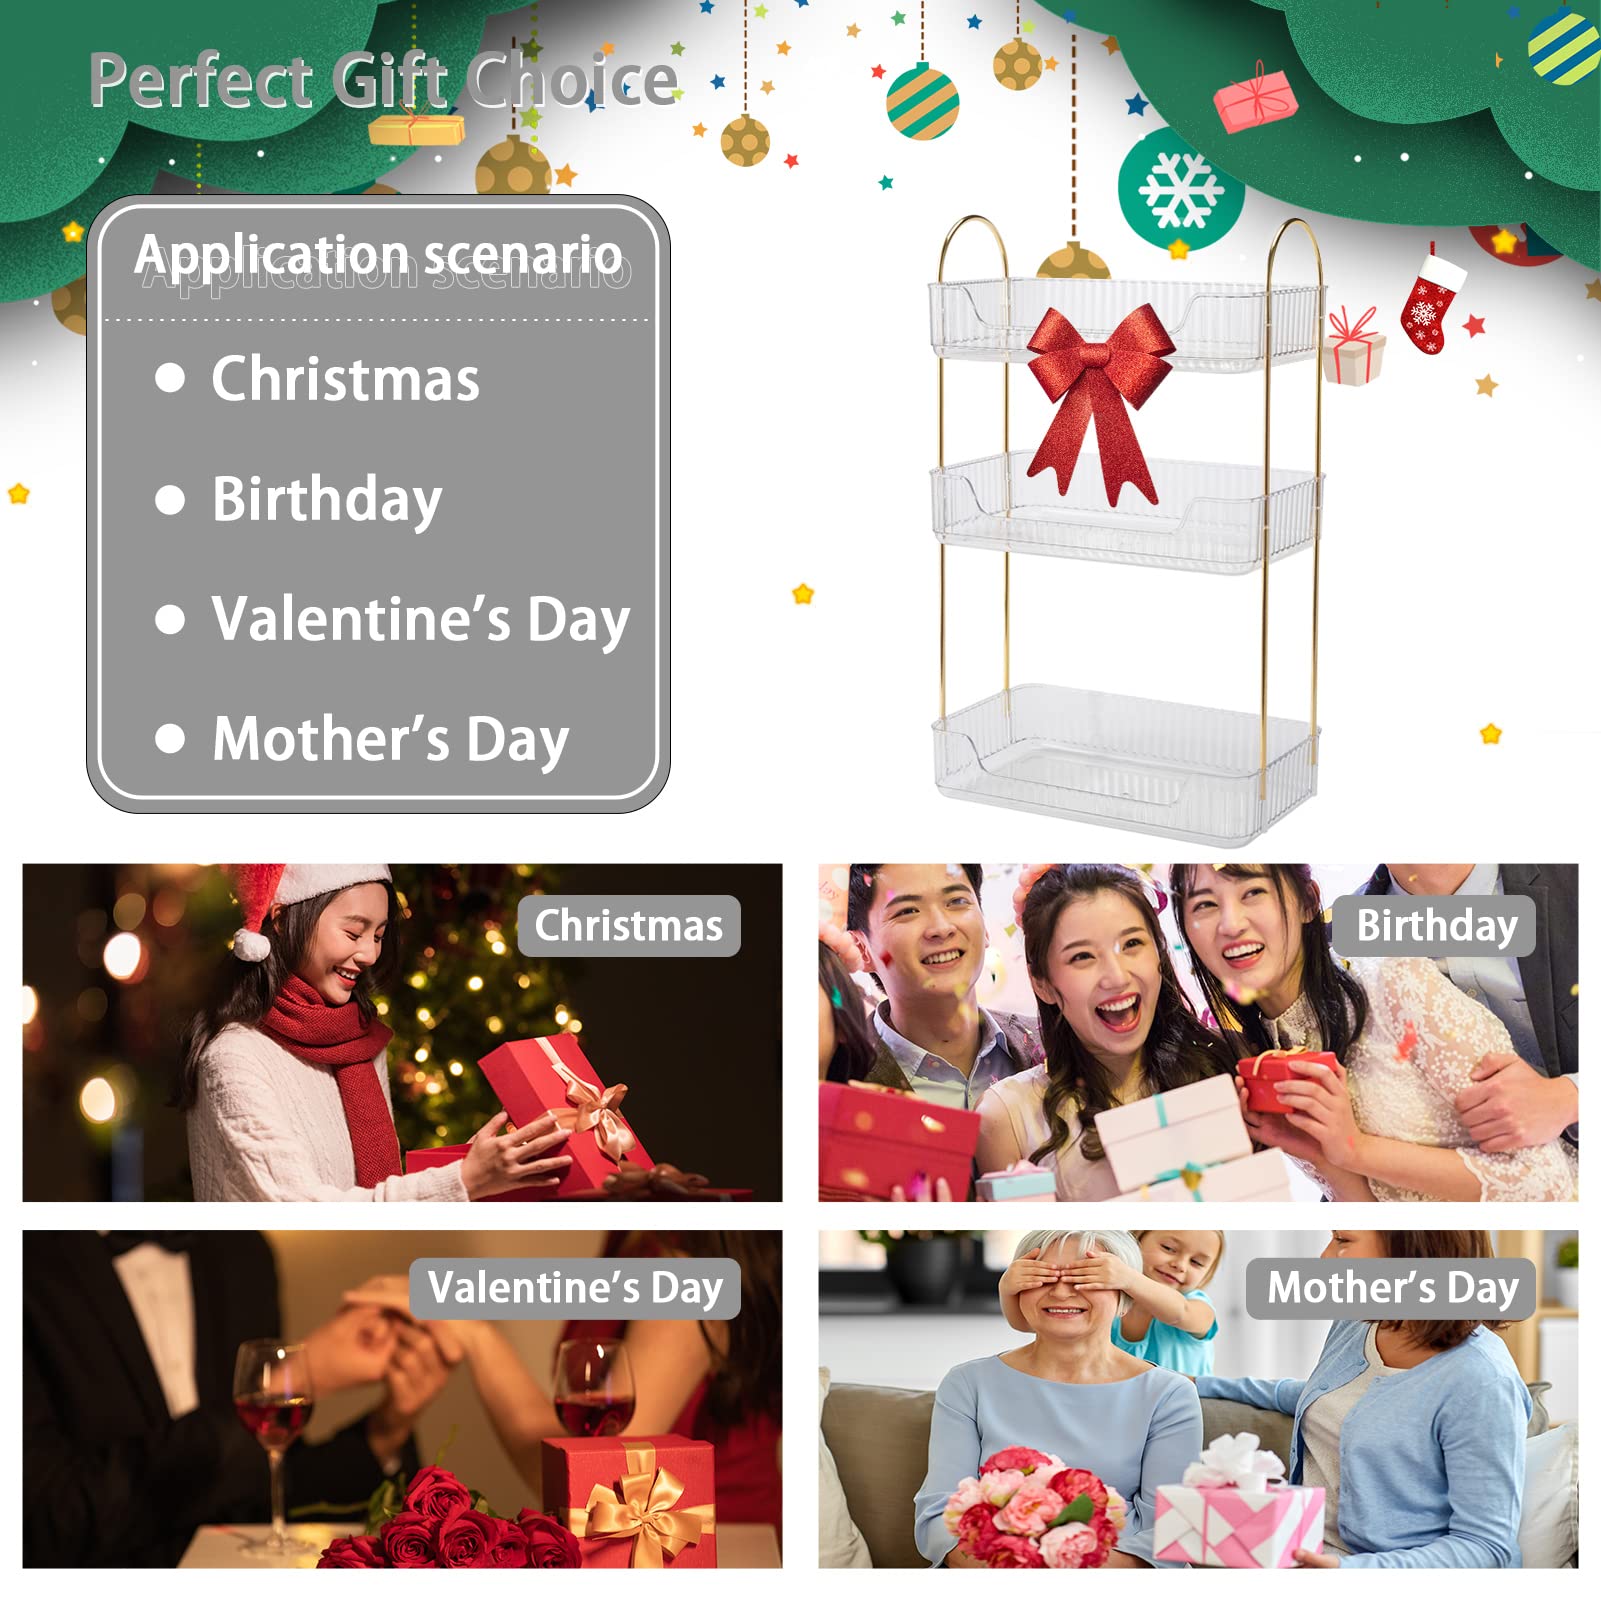 Perfect Gift Choice
Application scenario
Christmas
Birthday
Valentine's Day
Mother's Day
Christmas
Birthday
Valentine's Day
Mother's Day